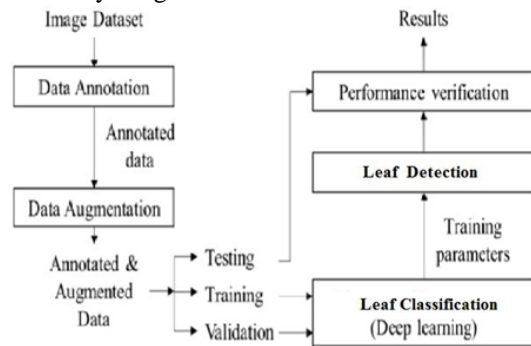 Image Dataset
Data Annotation
Annotated
data
Data Augmentation
Annotated &
Augmented
Data
Testing
Training
Validation
Results
Performance verification
Leaf Detection
Training
parameters
Leaf Classification
(Deep learning)